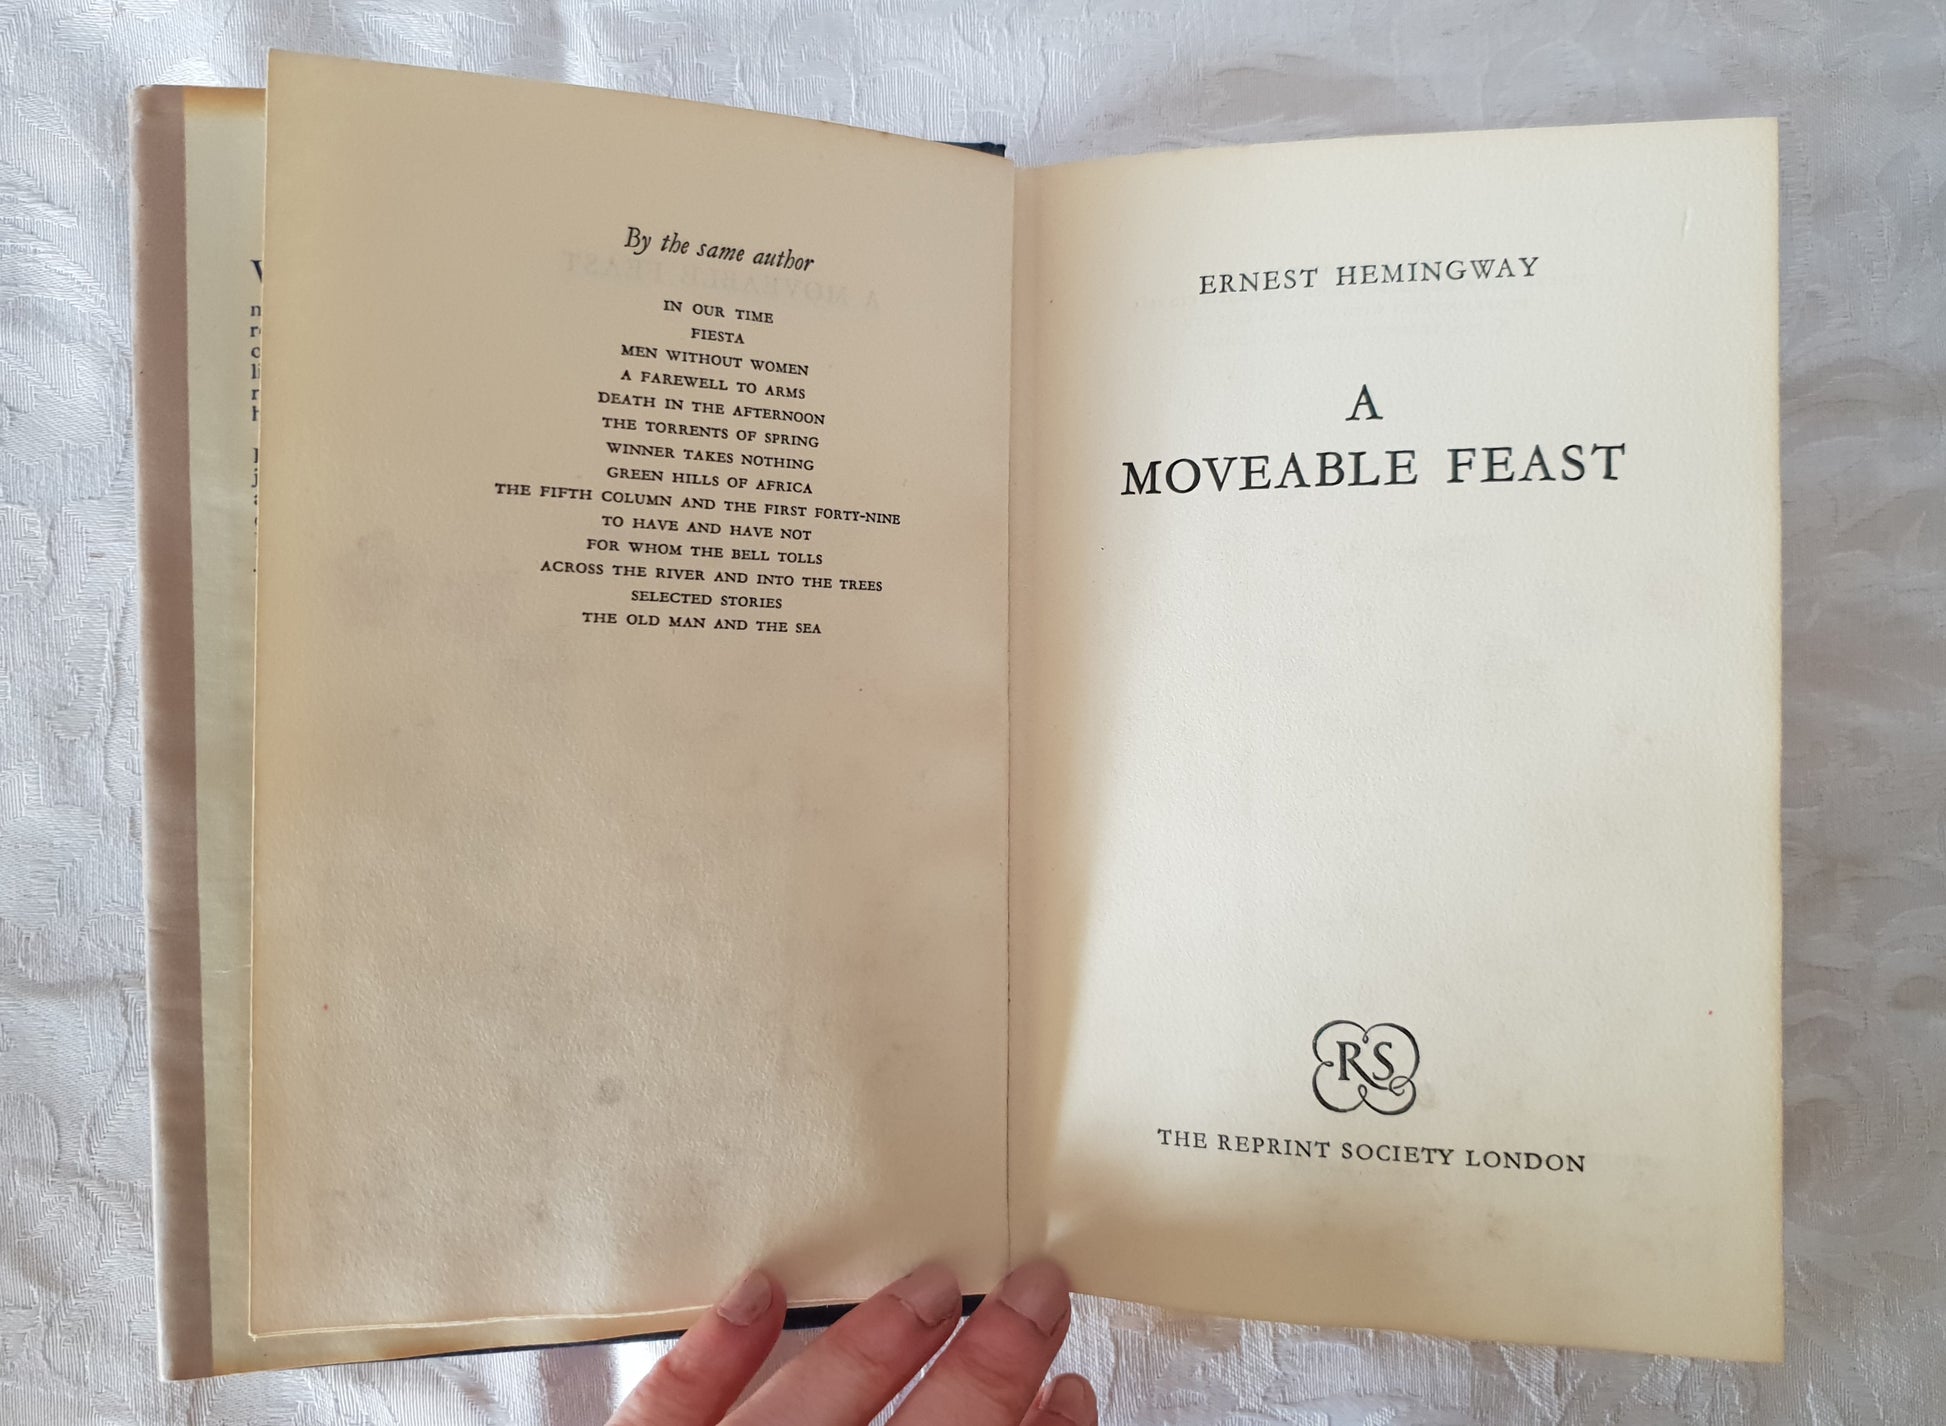 By the same author
IN OUR TIME
FIESTA
MEN WITHOUT WOMEN
A FAREWELL TO ARMS
DEATH IN THE AFTERNOON
THE TORRENTS OF SPRING
WINNER TAKES NOTHING
GREEN HILLS OF AFRICA
THE FIFTH COLUMN AND THE FIRST FORTY-NINE
TO HAVE AND HAVE NOT
FOR WHOM THE BELL TOLLS
ACROSS THE RIVER AND INTO THE TREES
SELECTED STORIES
THE OLD MAN AND THE SEA
ERNEST HEMINGWAY
A
MOVEABLE FEAST
RS
THE REPRINT SOCIETY LONDON